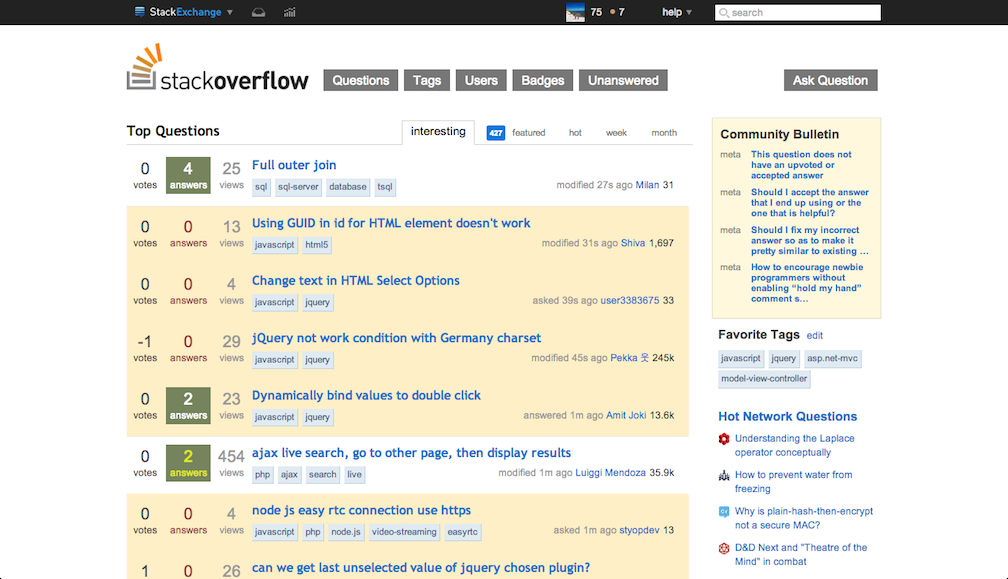 StackExchange ▼ 75 • 7 help ▼ search
stackoverflow Questions Tags Users Badges Unanswered Ask Question
Top Questions interesting 427 featured hot week month
0 votes 4 answers 25 views
Full outer join
sql sql-server database tsql
modified 27s ago Milan 31
0 votes 0 answers 13 views
Using GUID in id for HTML element doesn't work
javascript html5
modified 31s ago Shiva 1,697
0 votes 0 answers 4 views
Change text in HTML Select Options
javascript jquery
asked 39s ago user3383675 33
-1 votes 0 answers 29 views
jQuery not work condition with Germany charset
javascript jquery
modified 45s ago Pekka 웃 245k
0 votes 2 answers 23 views
Dynamically bind values to double click
javascript jquery
answered 1m ago Amit Joki 13.6k
0 votes 2 answers 454 views
ajax live search, go to other page, then display results
php ajax search live
modified 1m ago Luiggi Mendoza 35.9k
0 votes 0 answers 4 views
node js easy rtc connection use https
javascript php node.js video-streaming easyrtc
asked 1m ago styopdev 13
1 0 26
can we get last unselected value of jquery chosen plugin?
Community Bulletin
meta This question does not
have an upvoted or
accepted answer
meta Should I accept the answer
that I end up using or the
one that is helpful?
meta Should I fix my incorrect
answer so as to make it
pretty similar to existing ...
meta How to encourage newbie
programmers without
enabling “hold my hand”
comment s...
Favorite Tags edit
javascript jquery asp.net-mvc
model-view-controller
Hot Network Questions
Understanding the Laplace
operator conceptually
How to prevent water from
freezing
Why is plain-hash-then-encrypt
not a secure MAC?
D&D Next and "Theatre of the
Mind" in combat